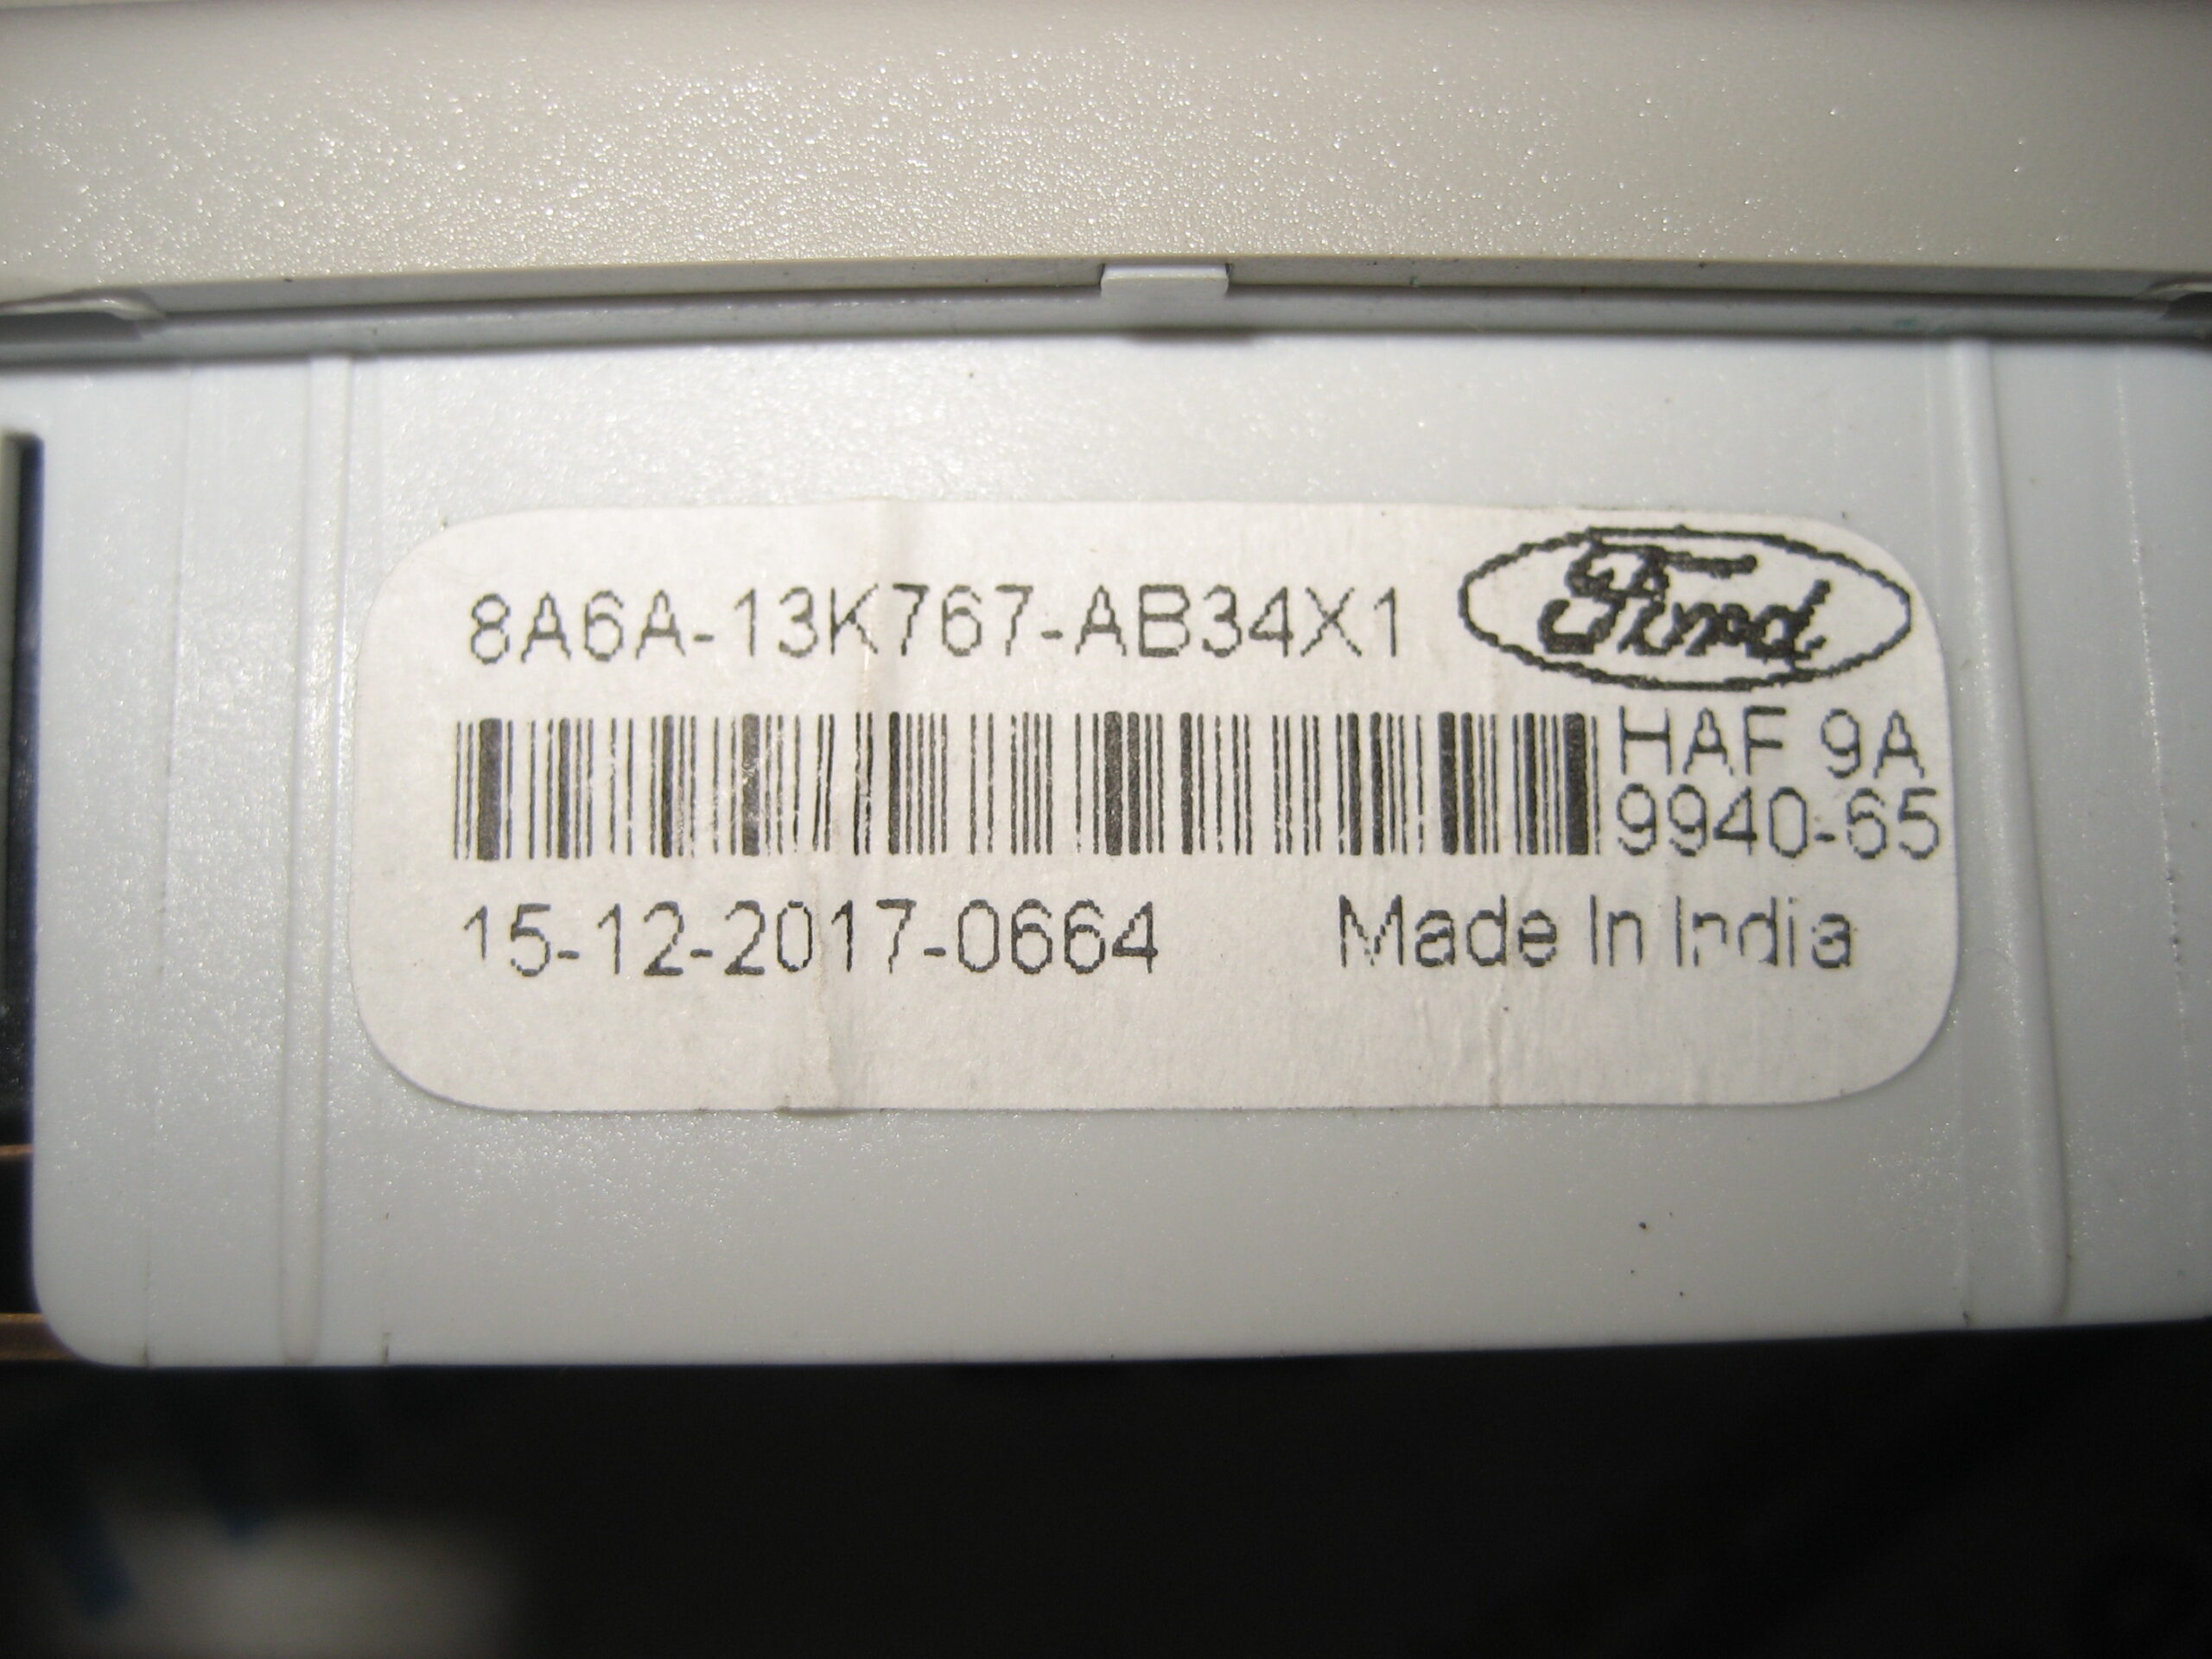 8A6A-13K767-AB34X1
Ford
HAF 9A
9940-65
15-12-2017-0664 Made In India